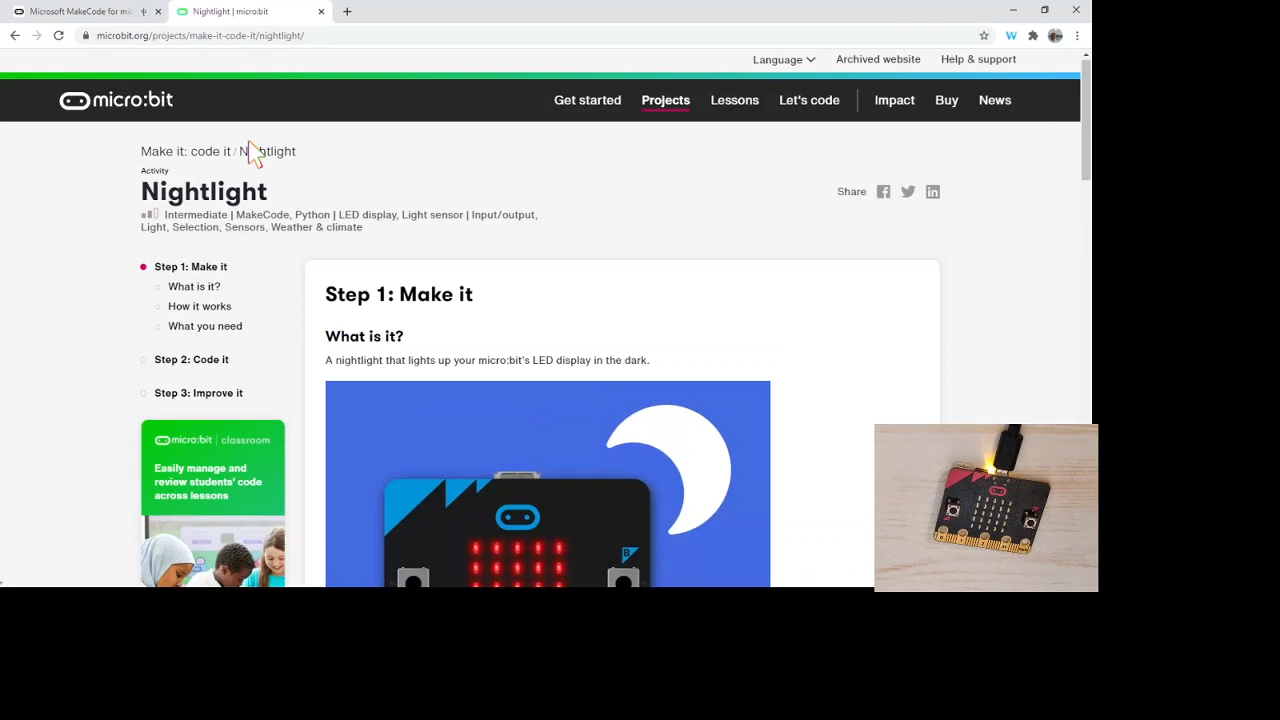 Microsoft MakeCode for mic
Nightlight | micro:bit
microbit.org/projects/make-it-code-it/nightlight/
Language
Archived website
Help & support
micro:bit
Get started
Projects
Lessons
Let's code
Impact
Buy
News
Make it: code it / Nightlight
Activity
Nightlight
Share
Intermediate | MakeCode, Python | LED display, Light sensor | Input/output,
Light, Selection, Sensors, Weather & climate
Step 1: Make it
What is it?
How it works
What you need
Step 2: Code it
Step 3: Improve it
micro:bit | classroom
Easily manage and
review students' code
across lessons
Step 1: Make it
What is it?
A nightlight that lights up your micro:bit's LED display in the dark.
B